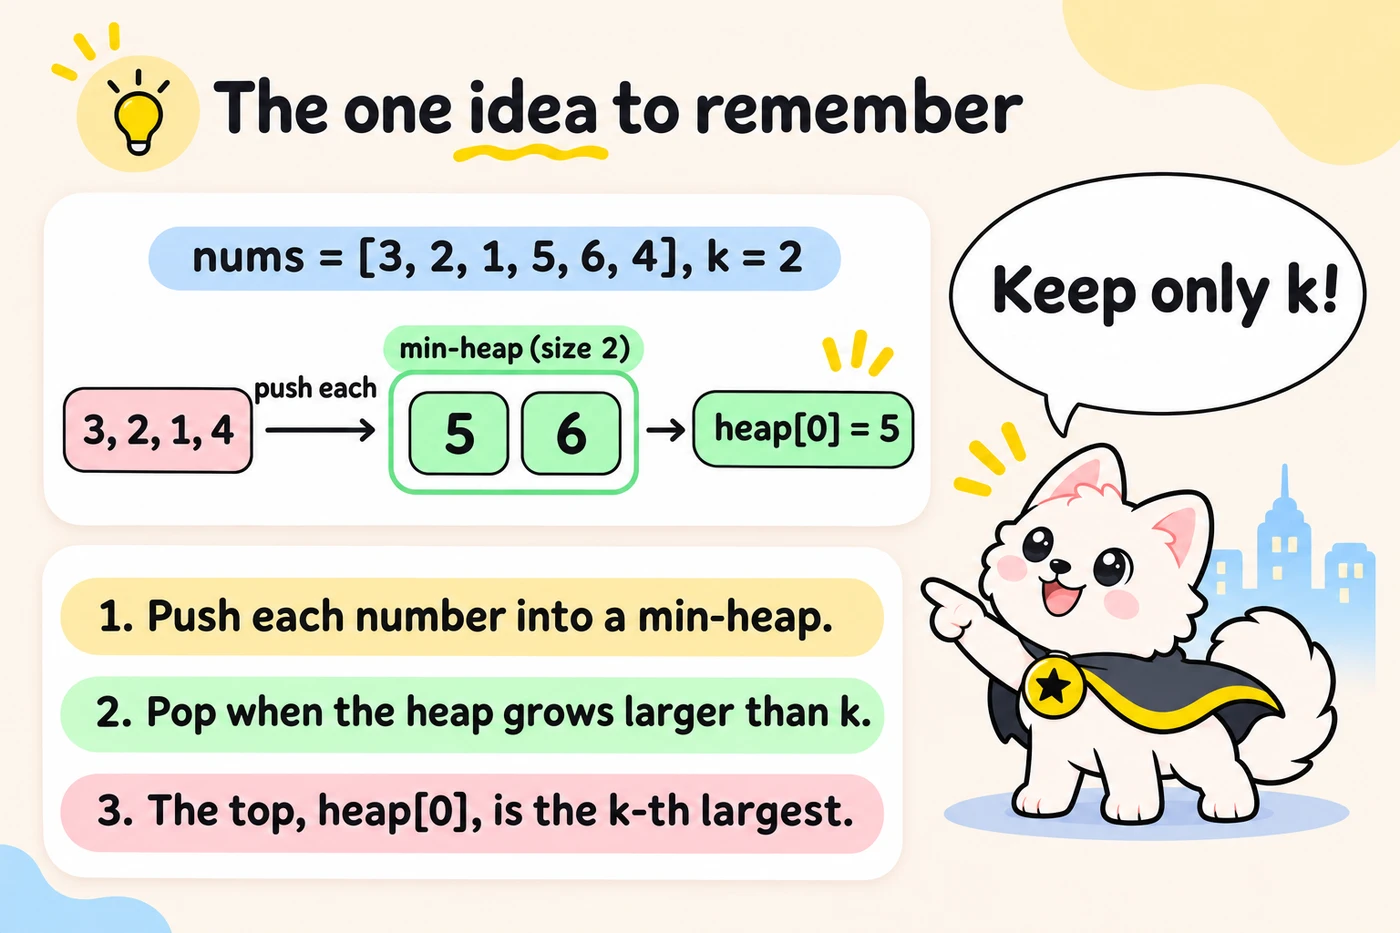 The one idea to remember
nums = [3, 2, 1, 5, 6, 4], k = 2
Keep only k!
min-heap (size 2)
push each
3, 2, 1, 4
5
6
heap[0] = 5
1. Push each number into a min-heap.
2. Pop when the heap grows larger than k.
3. The top, heap[0], is the k-th largest.